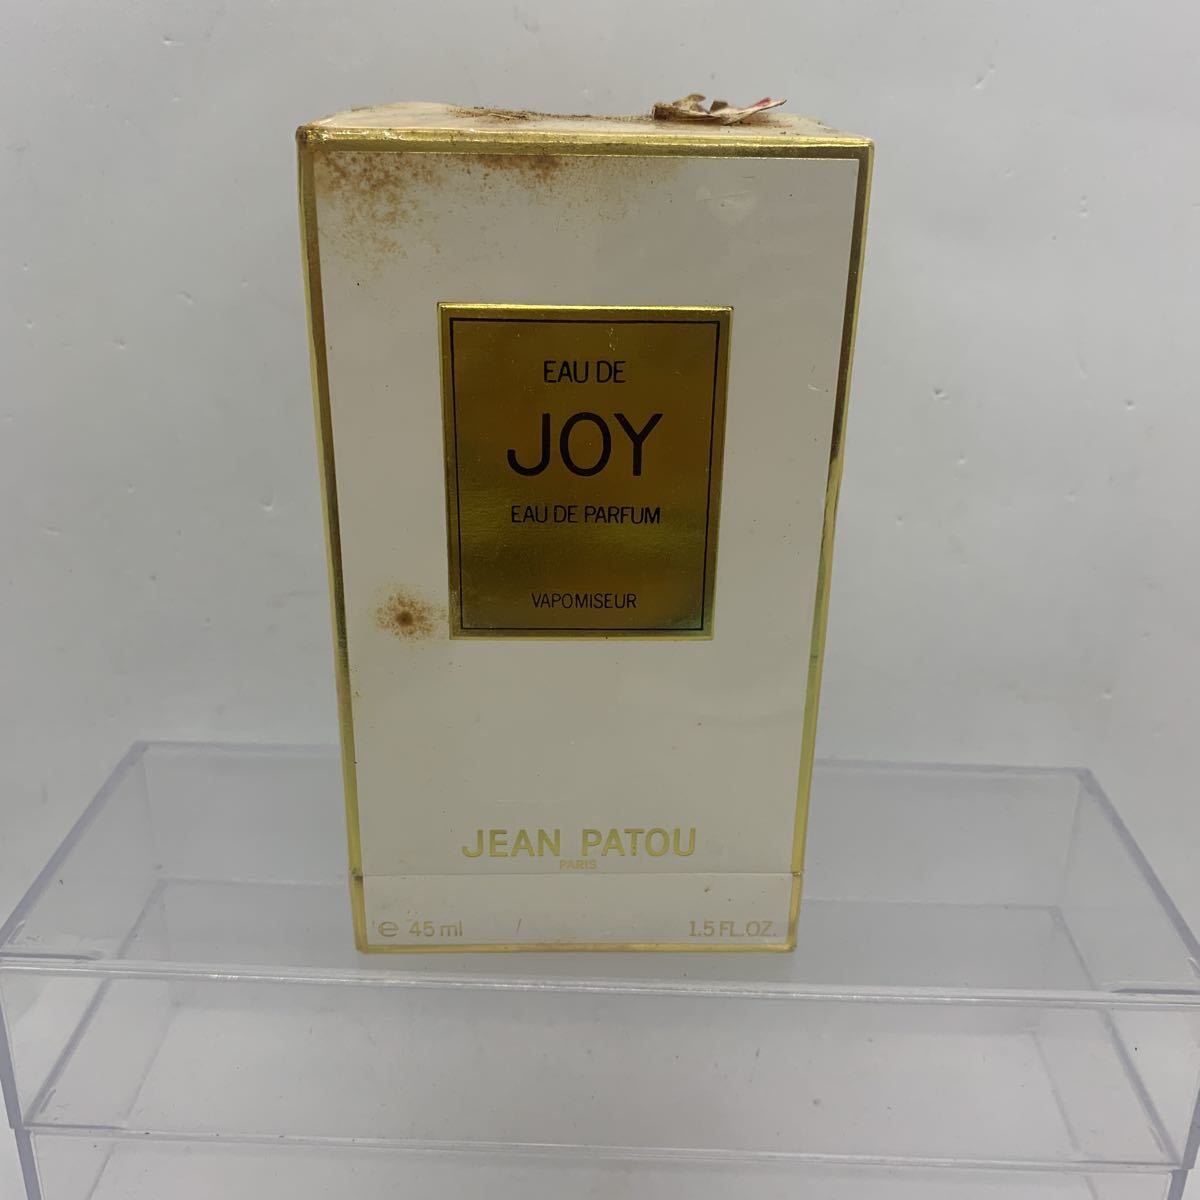 EAU DE
JOY
EAU DE PARFUM
VAPOMISEUR
JEAN PATOU
PARIS
℮ 45 ml
1.5 FL.OZ.